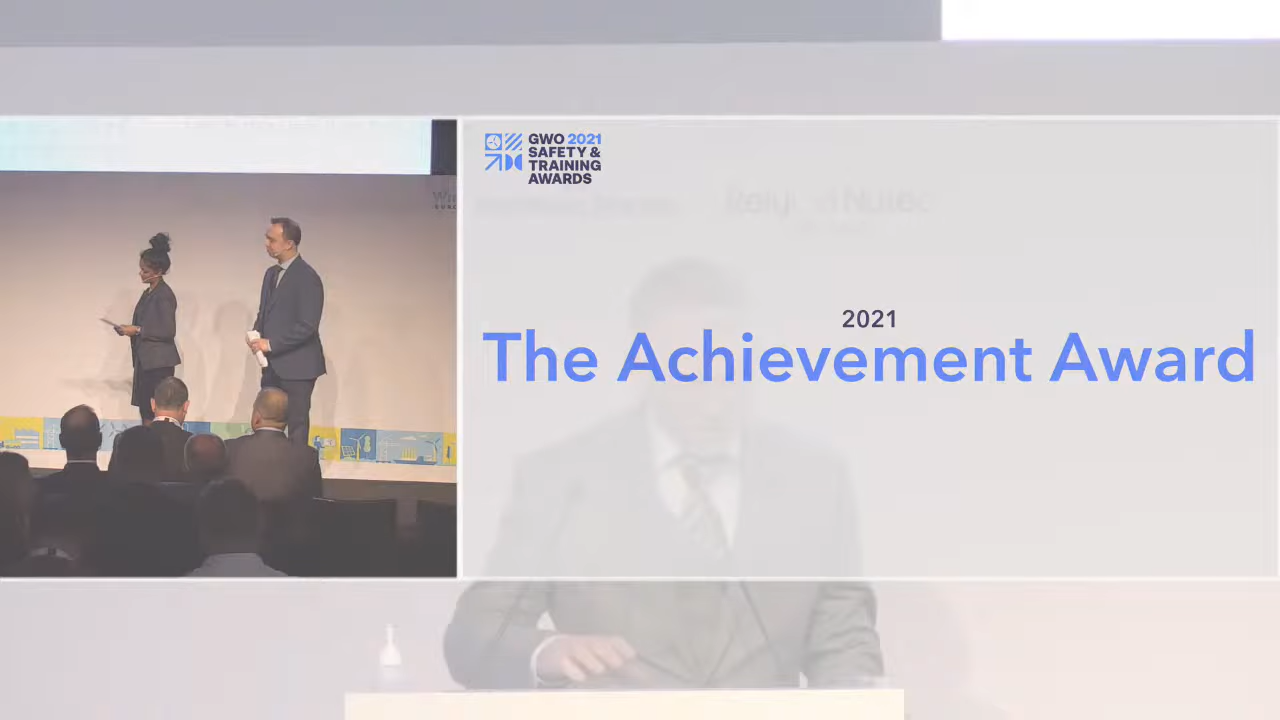 GWO 2021
SAFETY &
TRAINING
AWARDS
2021
The Achievement Award